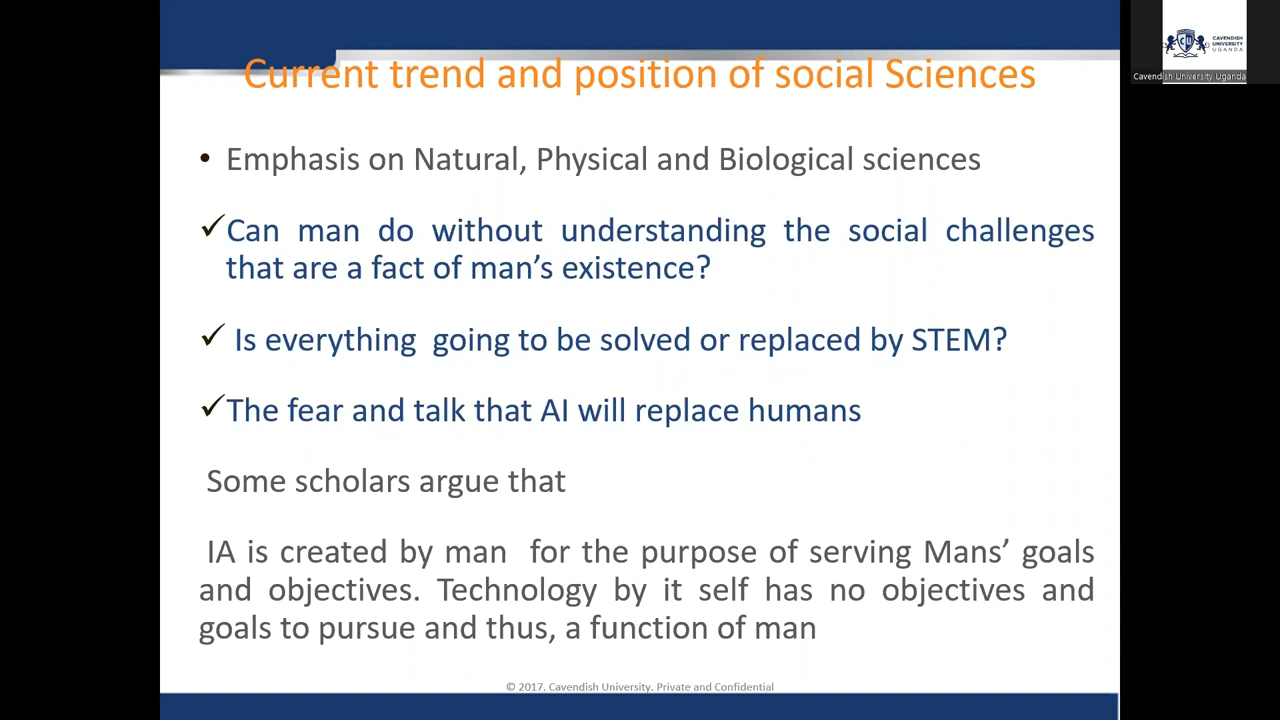 Current trend and position of social Sciences
• Emphasis on Natural, Physical and Biological sciences
✓Can man do without understanding the social challenges
that are a fact of man's existence?
✓ Is everything going to be solved or replaced by STEM?
✓The fear and talk that AI will replace humans
Some scholars argue that
IA is created by man for the purpose of serving Mans' goals
and objectives. Technology by it self has no objectives and
goals to pursue and thus, a function of man
© 2017. Cavendish University. Private and Confidential
CU
CAVENDISH
UNIVERSITY
UGANDA
Cavendish University Uganda